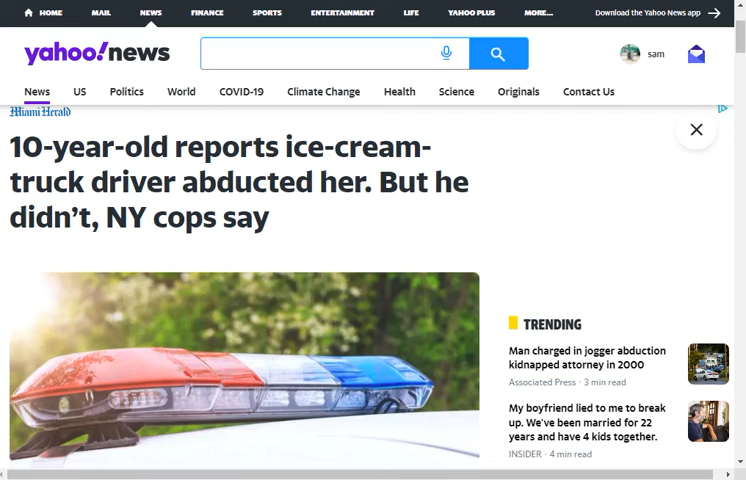 HOME MAIL NEWS FINANCE SPORTS ENTERTAINMENT LIFE YAHOO PLUS MORE... Download the Yahoo News app
yahoo!news
sam
News US Politics World COVID-19 Climate Change Health Science Originals Contact Us
Miami Herald
10-year-old reports ice-cream-
truck driver abducted her. But he
didn't, NY cops say
TRENDING
Man charged in jogger abduction
kidnapped attorney in 2000
Associated Press · 3 min read
My boyfriend lied to me to break
up. We've been married for 22
years and have 4 kids together.
INSIDER · 4 min read